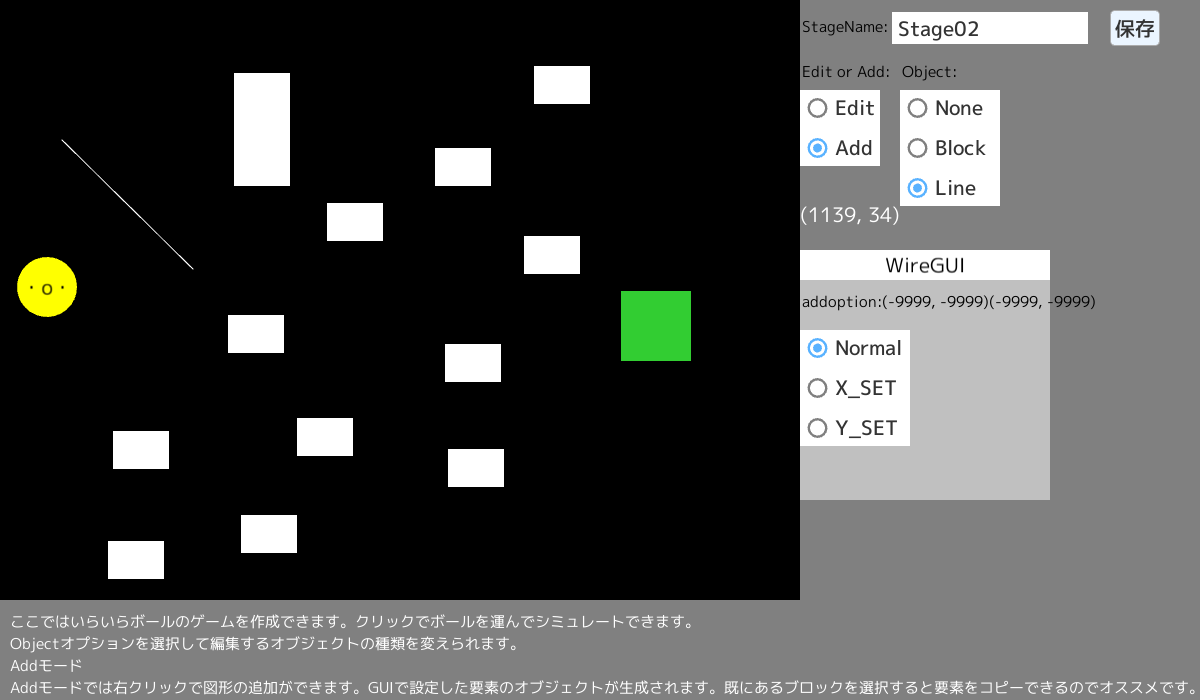 StageName: Stage02 保存
Edit or Add: Object:
Edit None
Add Block
Line
(1139, 34)
WireGUI
addoption:(-9999, -9999)(-9999, -9999)
Normal
X_SET
Y_SET
・o・
ここではいらいらボールのゲームを作成できます。クリックでボールを運んでシミュレートできます。
Objectオプションを選択して編集するオブジェクトの種類を変えられます。
Addモード
Addモードでは右クリックで図形の追加ができます。GUIで設定した要素のオブジェクトが生成されます。既にあるブロックを選択すると要素をコピーできるのでオススメです。